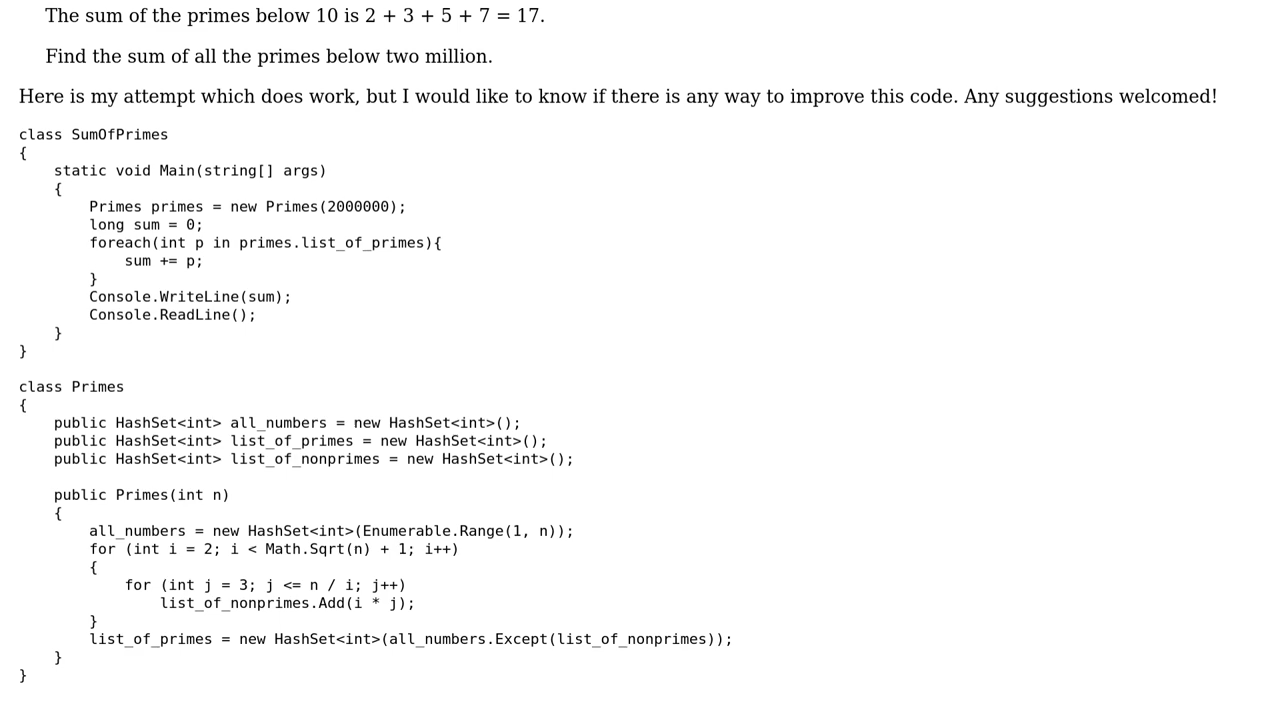 The sum of the primes below 10 is 2 + 3 + 5 + 7 = 17.
Find the sum of all the primes below two million.
Here is my attempt which does work, but I would like to know if there is any way to improve this code. Any suggestions welcomed!
class SumOfPrimes
{
    static void Main(string[] args)
    {
        Primes primes = new Primes(2000000);
        long sum = 0;
        foreach(int p in primes.list_of_primes){
            sum += p;
        }
        Console.WriteLine(sum);
        Console.ReadLine();
    }
}
class Primes
{
    public HashSet<int> all_numbers = new HashSet<int>();
    public HashSet<int> list_of_primes = new HashSet<int>();
    public HashSet<int> list_of_nonprimes = new HashSet<int>();
    public Primes(int n)
    {
        all_numbers = new HashSet<int>(Enumerable.Range(1, n));
        for (int i = 2; i < Math.Sqrt(n) + 1; i++)
        {
            for (int j = 3; j <= n / i; j++)
                list_of_nonprimes.Add(i * j);
        }
        list_of_primes = new HashSet<int>(all_numbers.Except(list_of_nonprimes));
    }
}